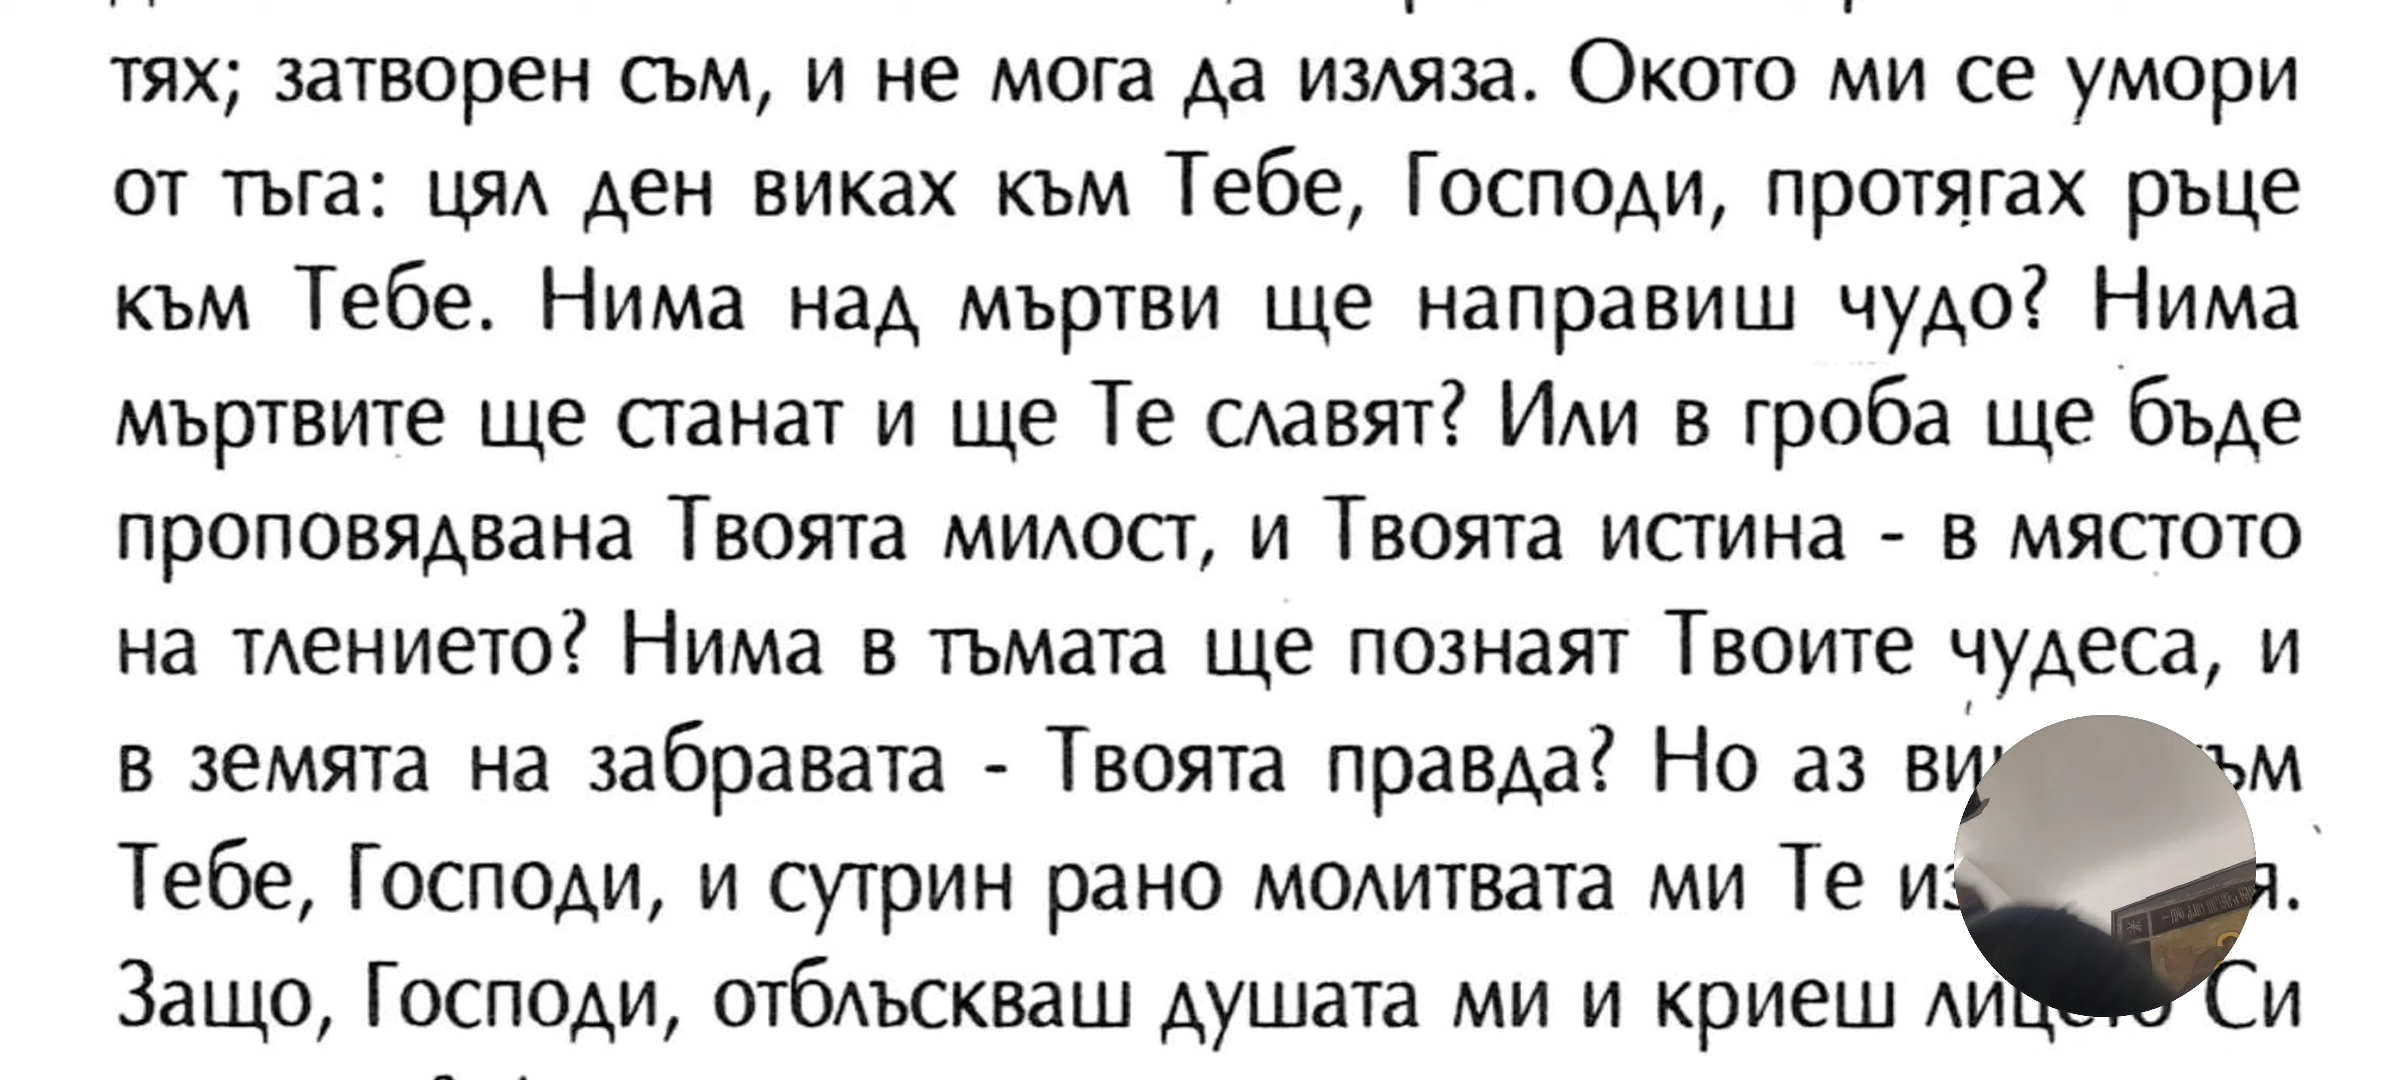 тях; затворен съм, и не мога да изляза. Окото ми се умори
от тъга: цял ден виках към Тебе, Господи, протягах ръце
към Тебе. Нима над мъртви ще направиш чудо? Нима
мъртвите ще станат и ще Те славят? Или в гроба ще бъде
проповядвана Твоята милост, и Твоята истина - в мястото
на тлението? Нима в тъмата ще познаят Твоите чудеса, и
в земята на забравата - Твоята правда? Но аз
Тебе, Господи, и сутрин рано молитвата ми Те
Защо, Господи, отблъскваш душата ми и криеш лицето Си